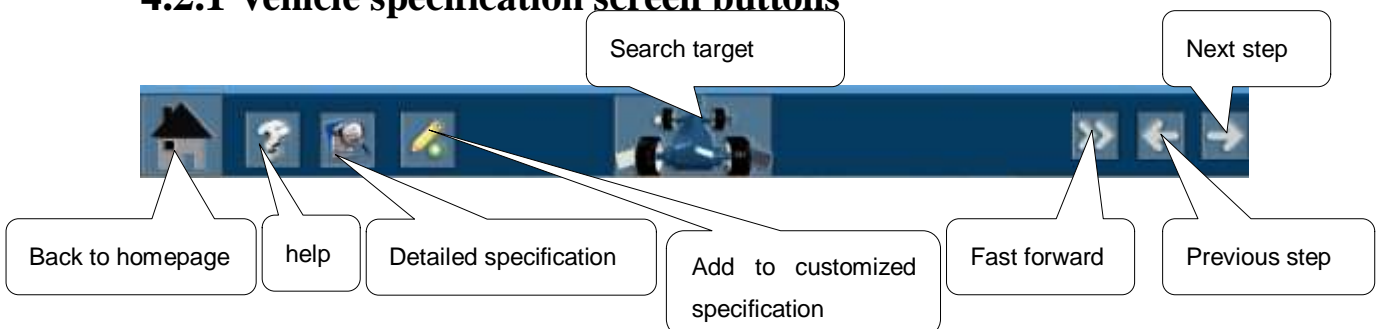 4.2.1 Vehicle specification screen buttons
Search target
Next step
Back to homepage
help
Detailed specification
Add to customized
specification
Fast forward
Previous step